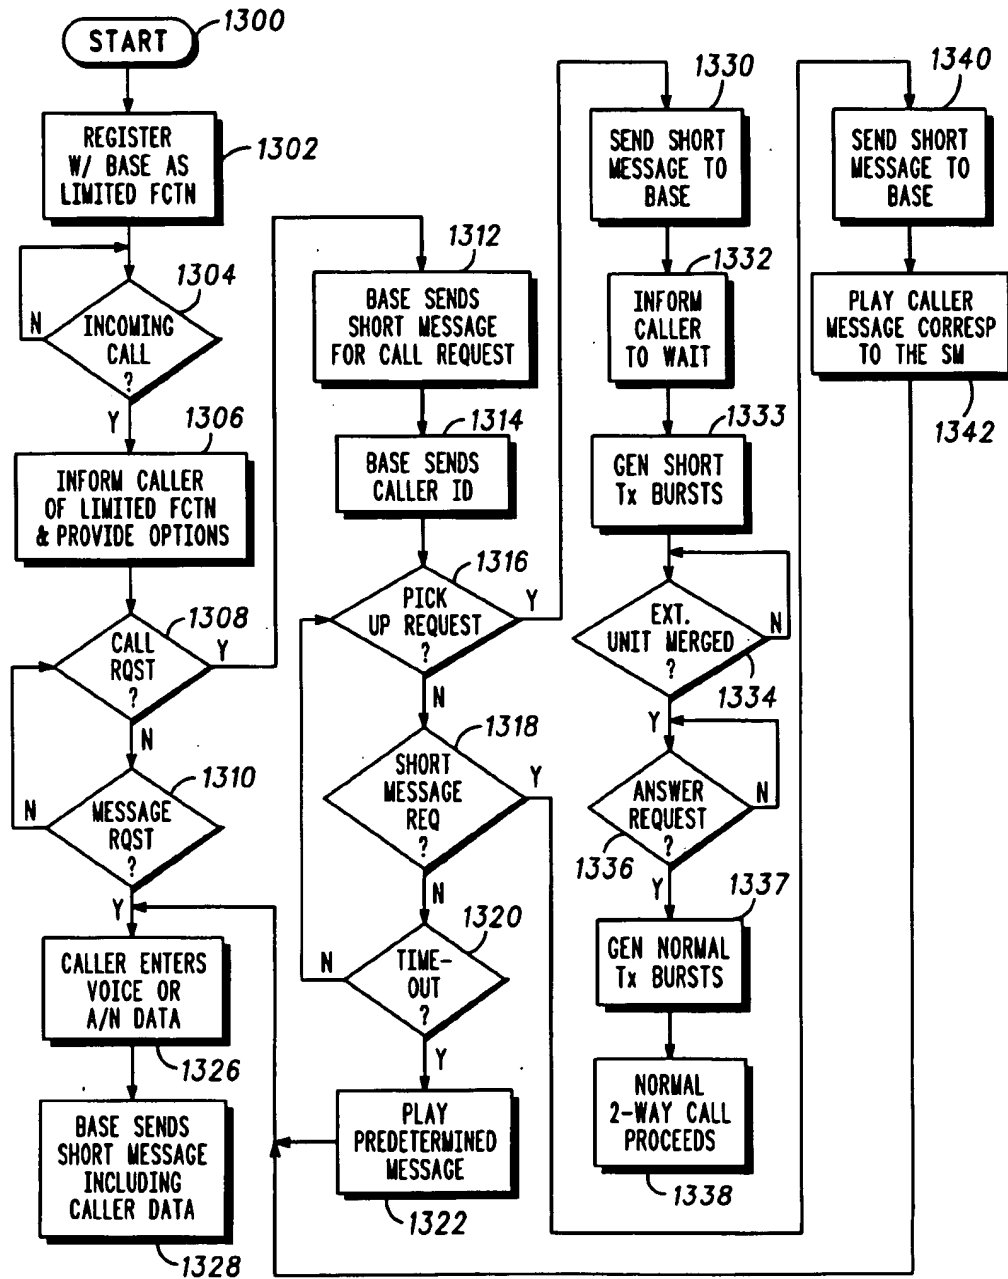 START
1300
REGISTER
W/ BASE AS
LIMITED FCTN
1302
1304
INCOMING
CALL
?
N
Y
1306
INFORM CALLER
OF LIMITED FCTN
& PROVIDE OPTIONS
1308
CALL
RQST
?
Y
N
1310
MESSAGE
RQST
?
N
Y
CALLER ENTERS
VOICE OR
A/N DATA
1326
BASE SENDS
SHORT MESSAGE
INCLUDING
CALLER DATA
1328
1312
BASE SENDS
SHORT MESSAGE
FOR CALL REQUEST
1314
BASE SENDS
CALLER ID
1316
PICK
UP REQUEST
?
Y
N
1318
SHORT
MESSAGE
REQ
?
Y
N
1320
TIME-
OUT
?
N
Y
PLAY
PREDETERMINED
MESSAGE
1322
1330
SEND SHORT
MESSAGE TO
BASE
1332
INFORM
CALLER
TO WAIT
1333
GEN SHORT
Tx BURSTS
EXT.
UNIT MERGED
?
N
1334
Y
ANSWER
REQUEST
?
N
1336
Y
1337
GEN NORMAL
Tx BURSTS
NORMAL
2-WAY CALL
PROCEEDS
1338
1340
SEND SHORT
MESSAGE TO
BASE
PLAY CALLER
MESSAGE CORRESP
TO THE SM
1342